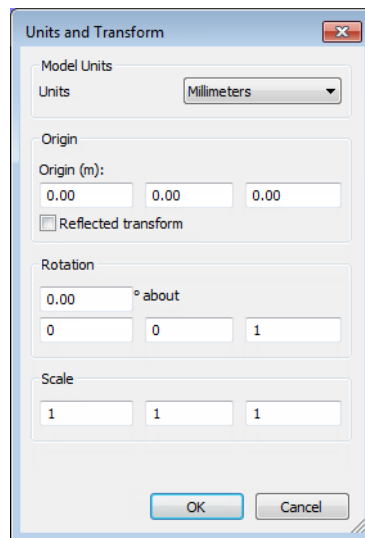 Units and Transform
Model Units
Units Millimeters
Origin
Origin (m):
0.00 0.00 0.00
Reflected transform
Rotation
0.00 ° about
0 0 1
Scale
1 1 1
OK Cancel